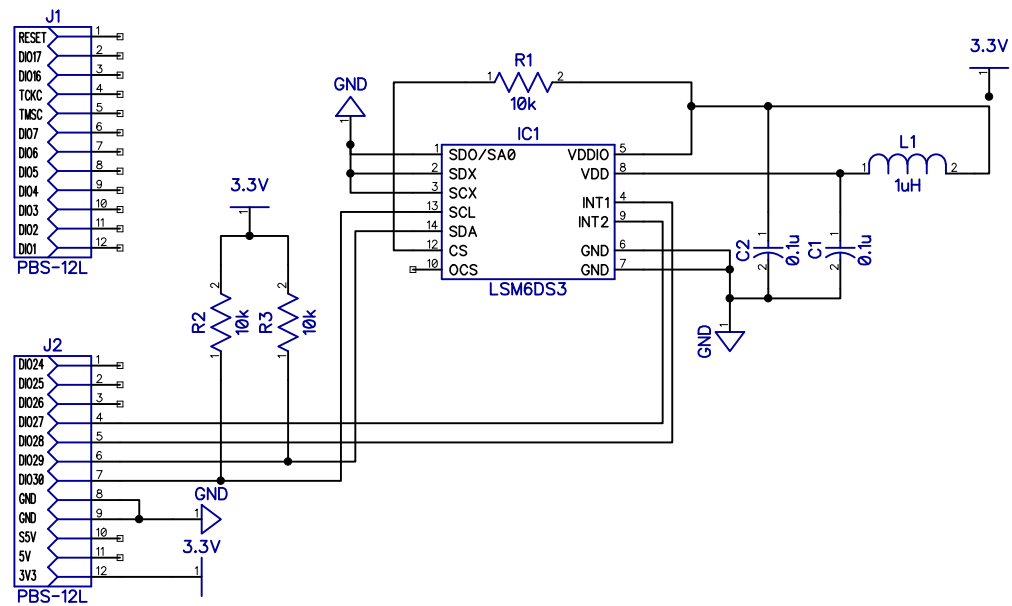 J1
RESET 1
DIO17 2
DIO16 3
TCKC 4
TMSC 5
DIO7 6
DIO6 7
DIO5 8
DIO4 9
DIO3 10
DIO2 11
DIO1 12
PBS-12L
3.3V
1
2 2
R2 10k R3 10k
1 1
GND
1
R1
1 2
10k
IC1
1 SDO/SA0 VDDIO 5
2 SDX VDD 8
3 SCX
INT1 4
13 SCL
INT2 9
14 SDA
12 CS GND 6
10 OCS GND 7
LSM6DS3
3.3V
1
L1
1 2
1uH
1 1
C2 0.1u C1 0.1u
2 2
1
GND
J2
DIO24 1
DIO25 2
DIO26 3
DIO27 4
DIO28 5
DIO29 6
DIO30 7
GND 8
GND 9
S5V 10
5V 11
3V3 12
PBS-12L
GND
1
3.3V
1